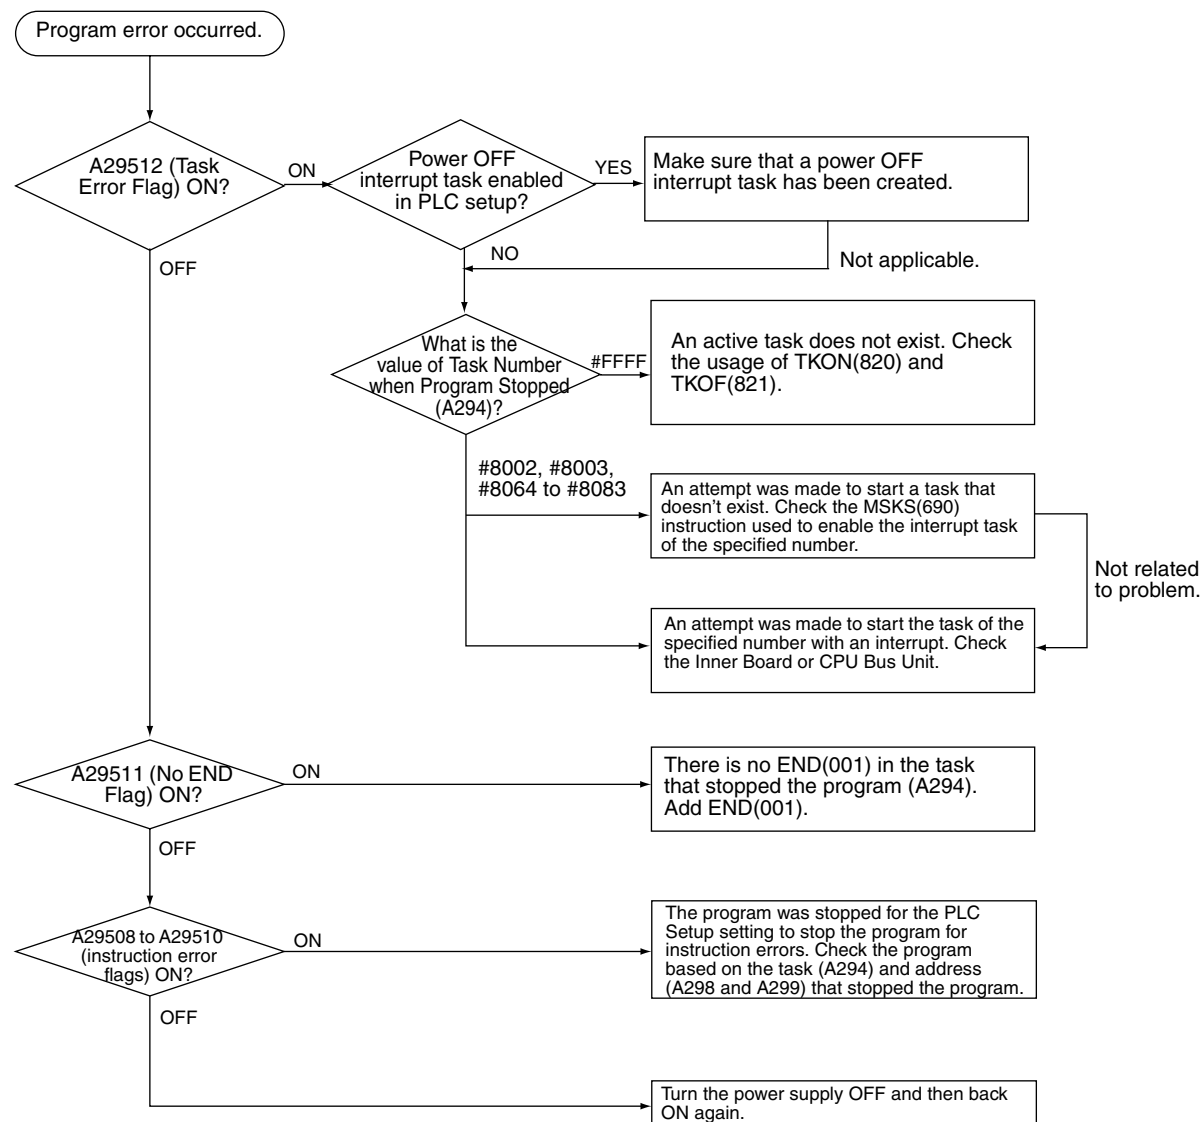 Program error occurred.
A29512 (Task
Error Flag) ON?
ON
Power OFF
interrupt task enabled
in PLC setup?
YES
Make sure that a power OFF
interrupt task has been created.
OFF
NO
Not applicable.
What is the
value of Task Number
when Program Stopped
(A294)?
#FFFF
An active task does not exist. Check
the usage of TKON(820) and
TKOF(821).
#8002, #8003,
#8064 to #8083
An attempt was made to start a task that
doesn't exist. Check the MSKS(690)
instruction used to enable the interrupt task
of the specified number.
Not related
to problem.
An attempt was made to start the task of the
specified number with an interrupt. Check
the Inner Board or CPU Bus Unit.
A29511 (No END
Flag) ON?
ON
There is no END(001) in the task
that stopped the program (A294).
Add END(001).
OFF
A29508 to A29510
(instruction error
flags) ON?
ON
The program was stopped for the PLC
Setup setting to stop the program for
instruction errors. Check the program
based on the task (A294) and address
(A298 and A299) that stopped the program.
OFF
Turn the power supply OFF and then back
ON again.